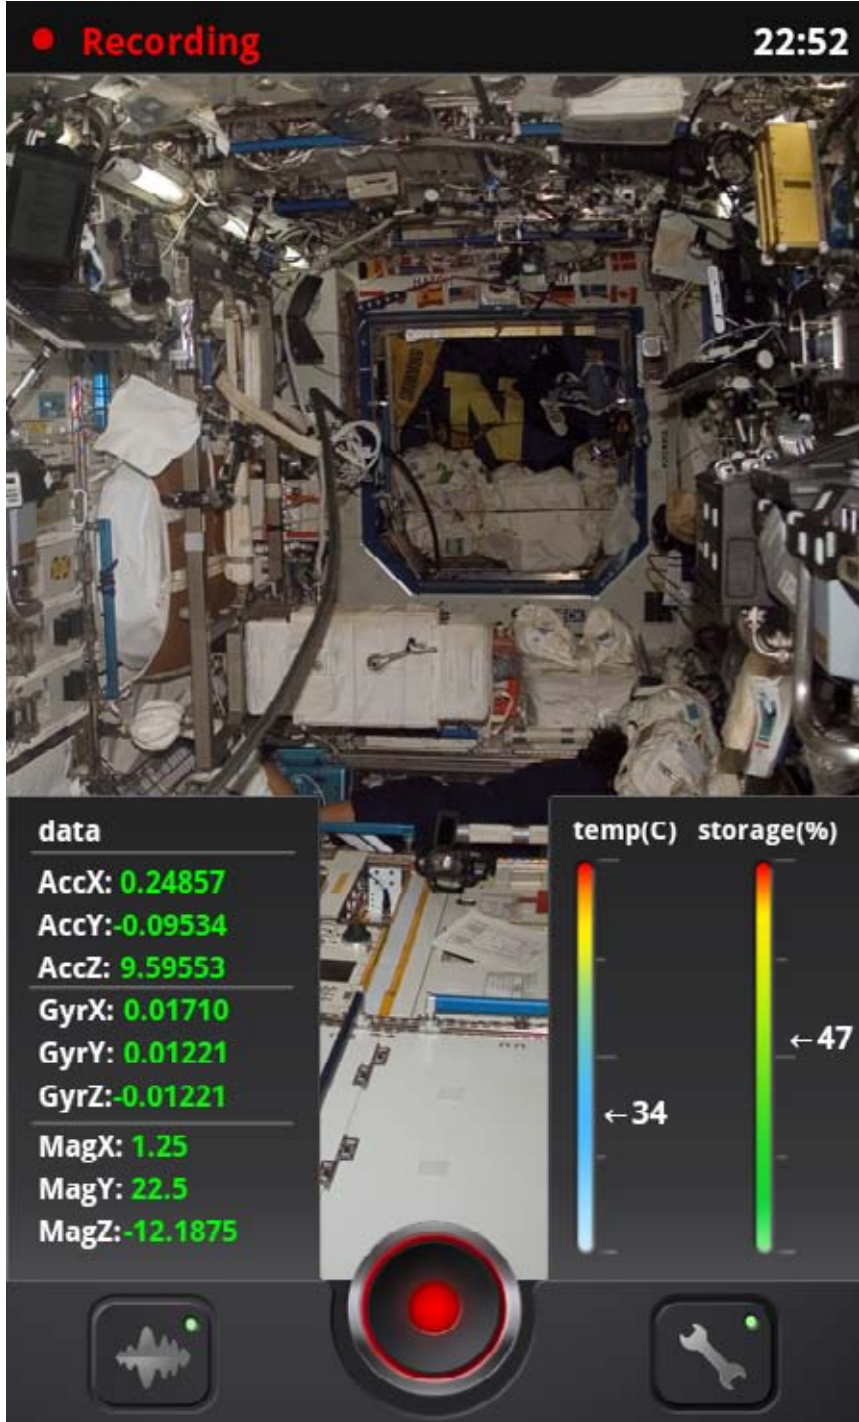 Recording
22:52
N
data
AccX: 0.24857
AccY:-0.09534
AccZ: 9.59553
GyrX: 0.01710
GyrY: 0.01221
GyrZ:-0.01221
MagX: 1.25
MagY: 22.5
MagZ:-12.1875
temp(C) storage(%)
←47
←34